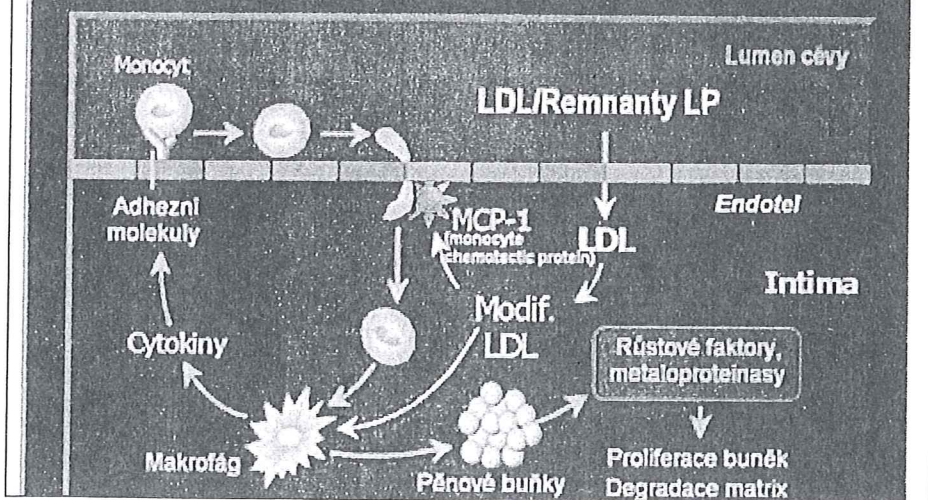 Lumen cévy
Monocyt
LDL/Remnanty LP
Adhezní
molekuly
MCP-1
(monocyte
chemotactic protein)
LDL
Endotel
Intima
Modif.
LDL
Cytokiny
Růstové faktory,
metaloproteinasy
Makrofág
Pěnové buňky
Proliferace buněk
Degradace matrix